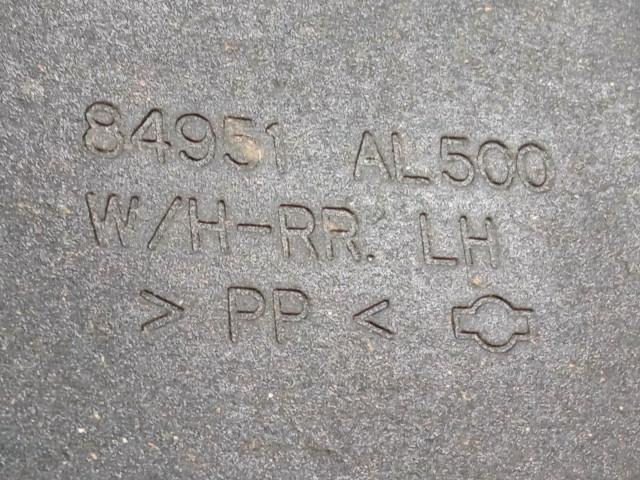 84951 AL500
W/H-RR. LH
> PP <